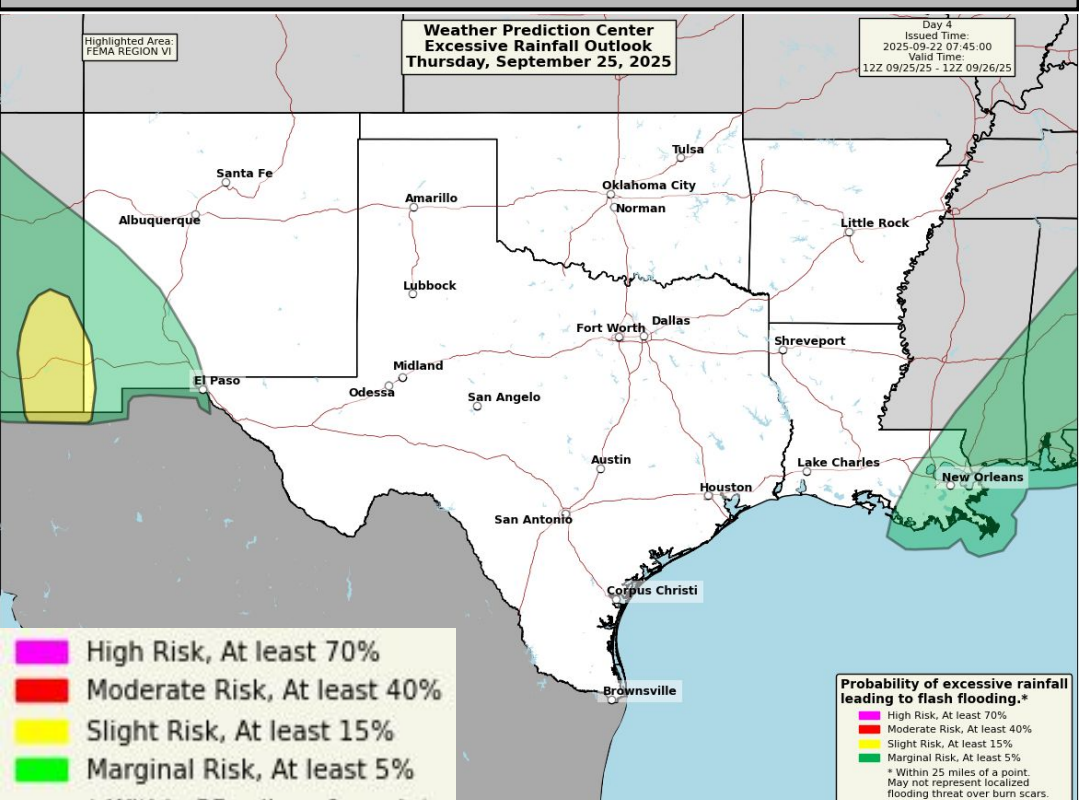 Highlighted Area:
FEMA REGION VI
Weather Prediction Center
Excessive Rainfall Outlook
Thursday, September 25, 2025
Day 4
Issued Time:
2025-09-22 07:45:00
Valid Time:
12Z 09/25/25 - 12Z 09/26/25
Tulsa
Santa Fe
Oklahoma City
Amarillo
Norman
Albuquerque
Little Rock
Lubbock
Dallas
Fort Worth
Shreveport
Midland
El Paso
Odessa
San Angelo
Austin
Lake Charles
New Orleans
Houston
San Antonio
Corpus Christi
Brownsville
High Risk, At least 70%
Moderate Risk, At least 40%
Slight Risk, At least 15%
Marginal Risk, At least 5%
Probability of excessive rainfall
leading to flash flooding.*
High Risk, At least 70%
Moderate Risk, At least 40%
Slight Risk, At least 15%
Marginal Risk, At least 5%
* Within 25 miles of a point.
May not represent localized
flooding threat over burn scars.